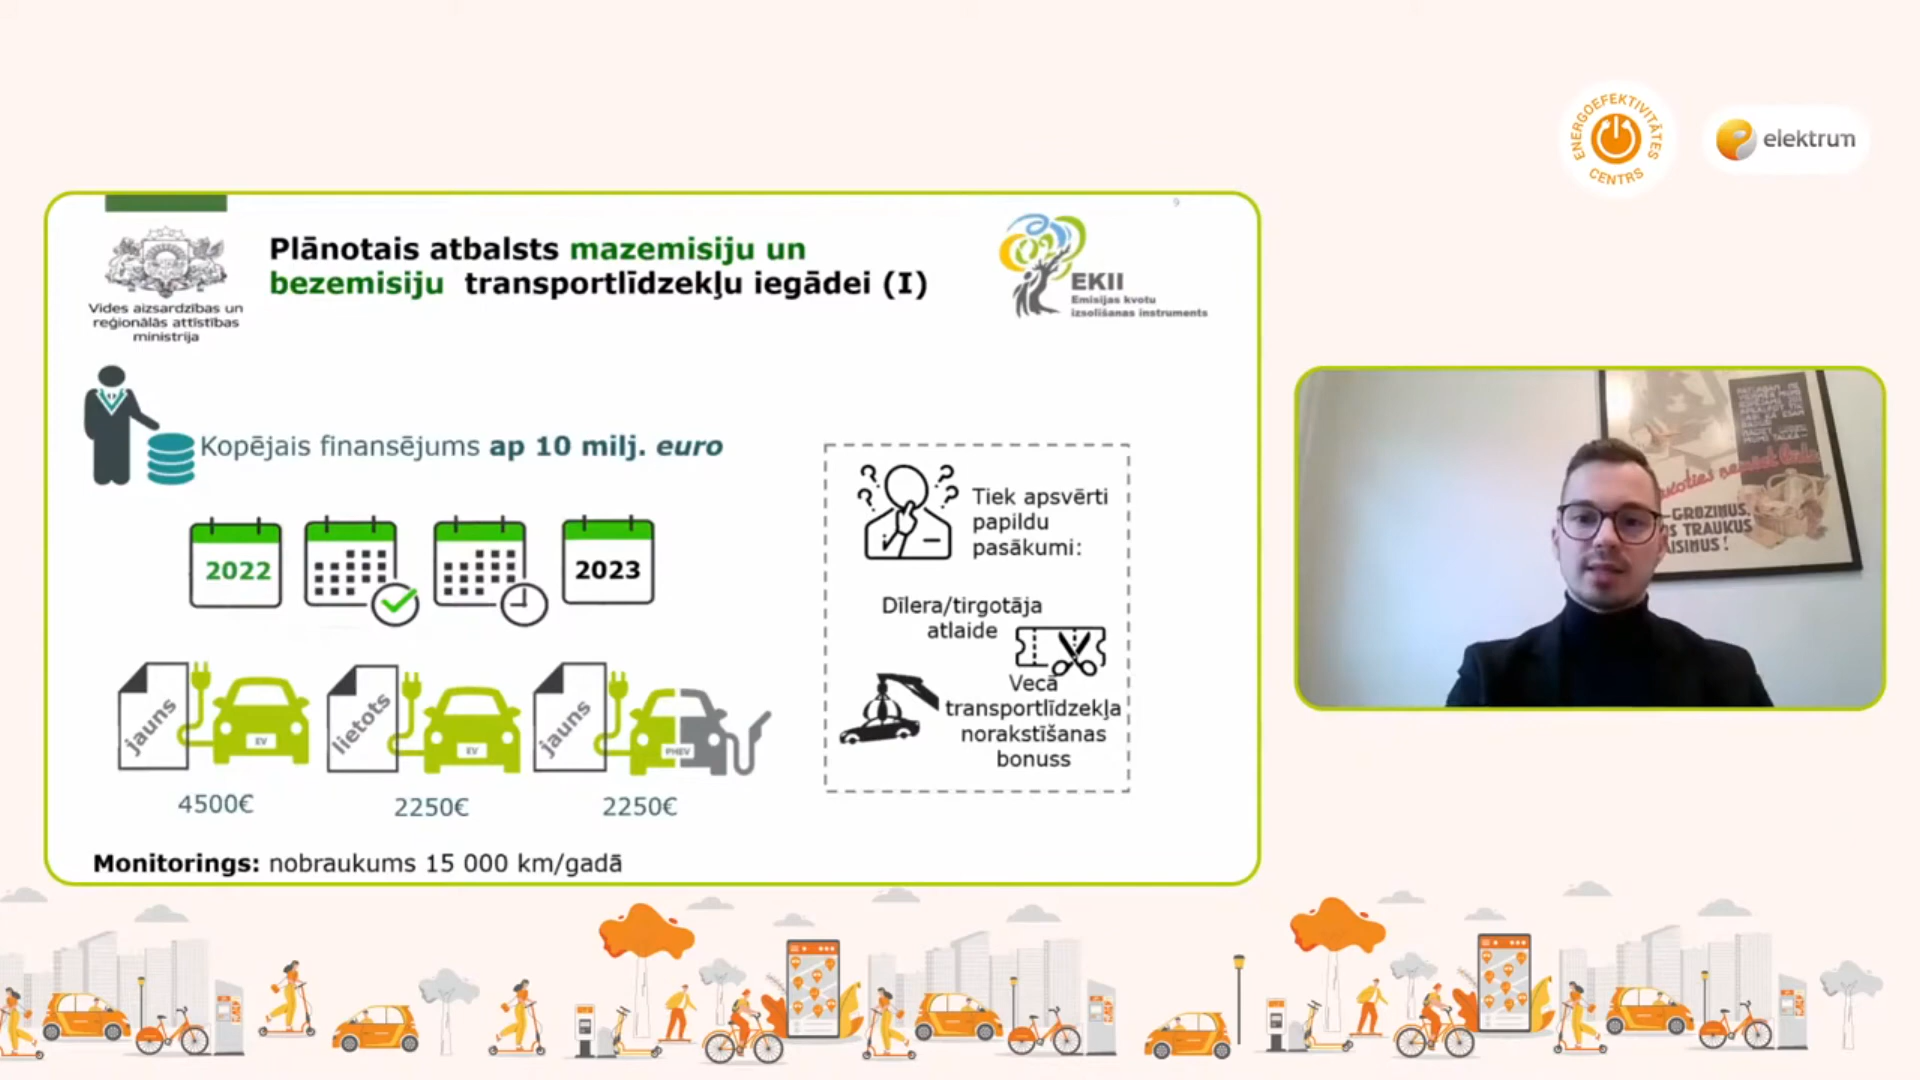 ENERGOEFEKTIVITĀTES
CENTRS
elektrum
9
Vides aizsardzības un
reģionālās attīstības
ministrija
Plānotais atbalsts mazemisiju un
bezemisiju transportlīdzekļu iegādei (I)
EKII
Emisijas kvotu
izsolīšanas instruments
Kopējais finansējums ap 10 milj. euro
2022
2023
jauns
EV
lietots
EV
jauns
PHEV
4500€
2250€
2250€
Monitorings: nobraukums 15 000 km/gadā
Tiek apsvērti
papildu
pasākumi:
Dīlera/tirgotāja
atlaide
Vecā
transportlīdzekļa
norakstīšanas
bonuss
-GROZIŅUS,
TRAUKUS